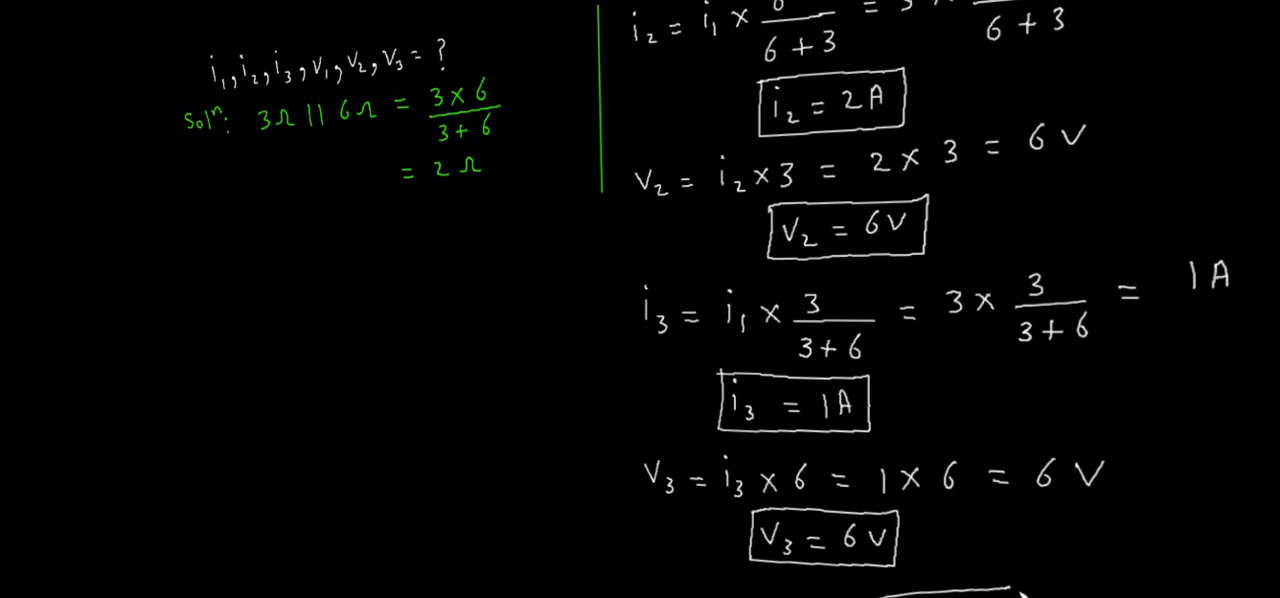 i₁, i₂, i₃, v₁, v₂, v₃ = ?
Solⁿ: 3Ω || 6Ω = (3 × 6)/(3 + 6)
= 2 Ω
i₂ = i₁ × /(6 + 3) = /(6 + 3)
i₂ = 2A
V₂ = i₂ × 3 = 2 × 3 = 6 V
V₂ = 6V
i₃ = i₁ × 3/(3 + 6) = 3 × 3/(3 + 6) = 1 A
i₃ = 1A
V₃ = i₃ × 6 = 1 × 6 = 6 V
V₃ = 6V